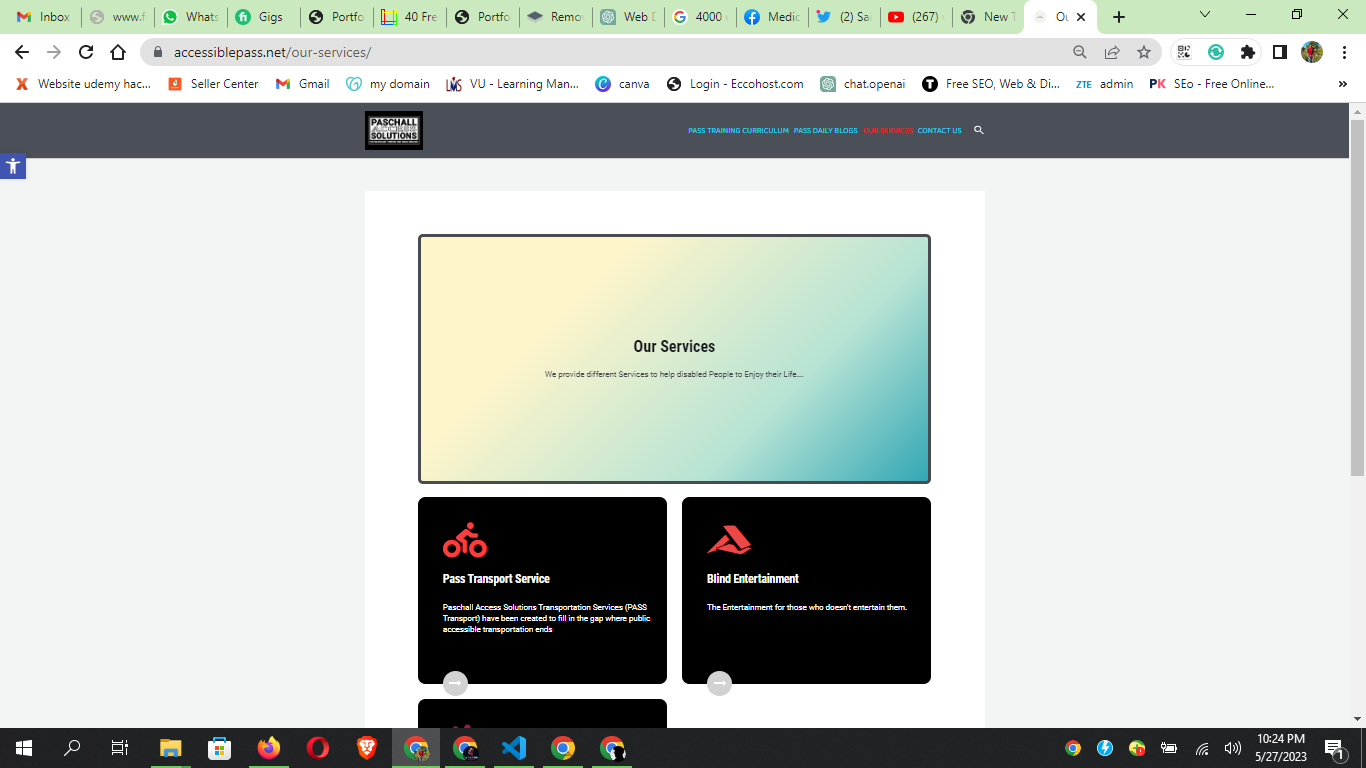 Inbox
www.f
Whats
Gigs
Portfo
40 Fre
Portfo
Remo
Web D
4000
Medic
(2) Sa
(267)
New T
Ou
accessiblepass.net/our-services/
Website udemy hac...
Seller Center
Gmail
my domain
VU - Learning Man...
canva
Login - Eccohost.com
chat.openai
Free SEO, Web & Di...
ZTE admin
PK SEo - Free Online...
»
PASCHALL
ACCESS
SOLUTIONS
PASS TRAINING CURRICULUM
PASS DAILY BLOGS
OUR SERVICES
CONTACT US
Our Services
We provide different Services to help disabled People to Enjoy their Life....
Pass Transport Service
Paschall Access Solutions Transportation Services (PASS
Transport) have been created to fill in the gap where public
accessible transportation ends
Blind Entertainment
The Entertainment for those who doesn't entertain them.
10:24 PM
5/27/2023
1